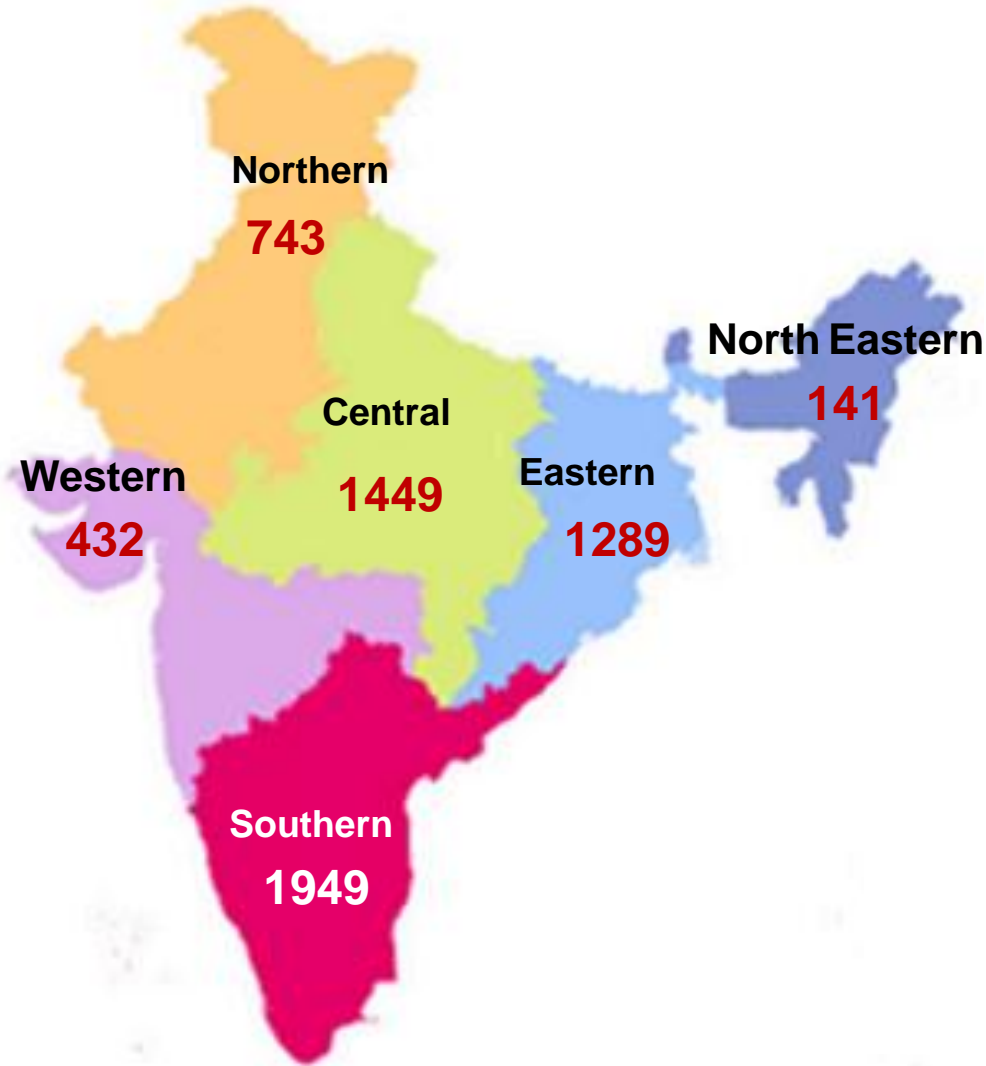 Northern
743
North Eastern
141
Central
1449
Western
432
Eastern
1289
Southern
1949